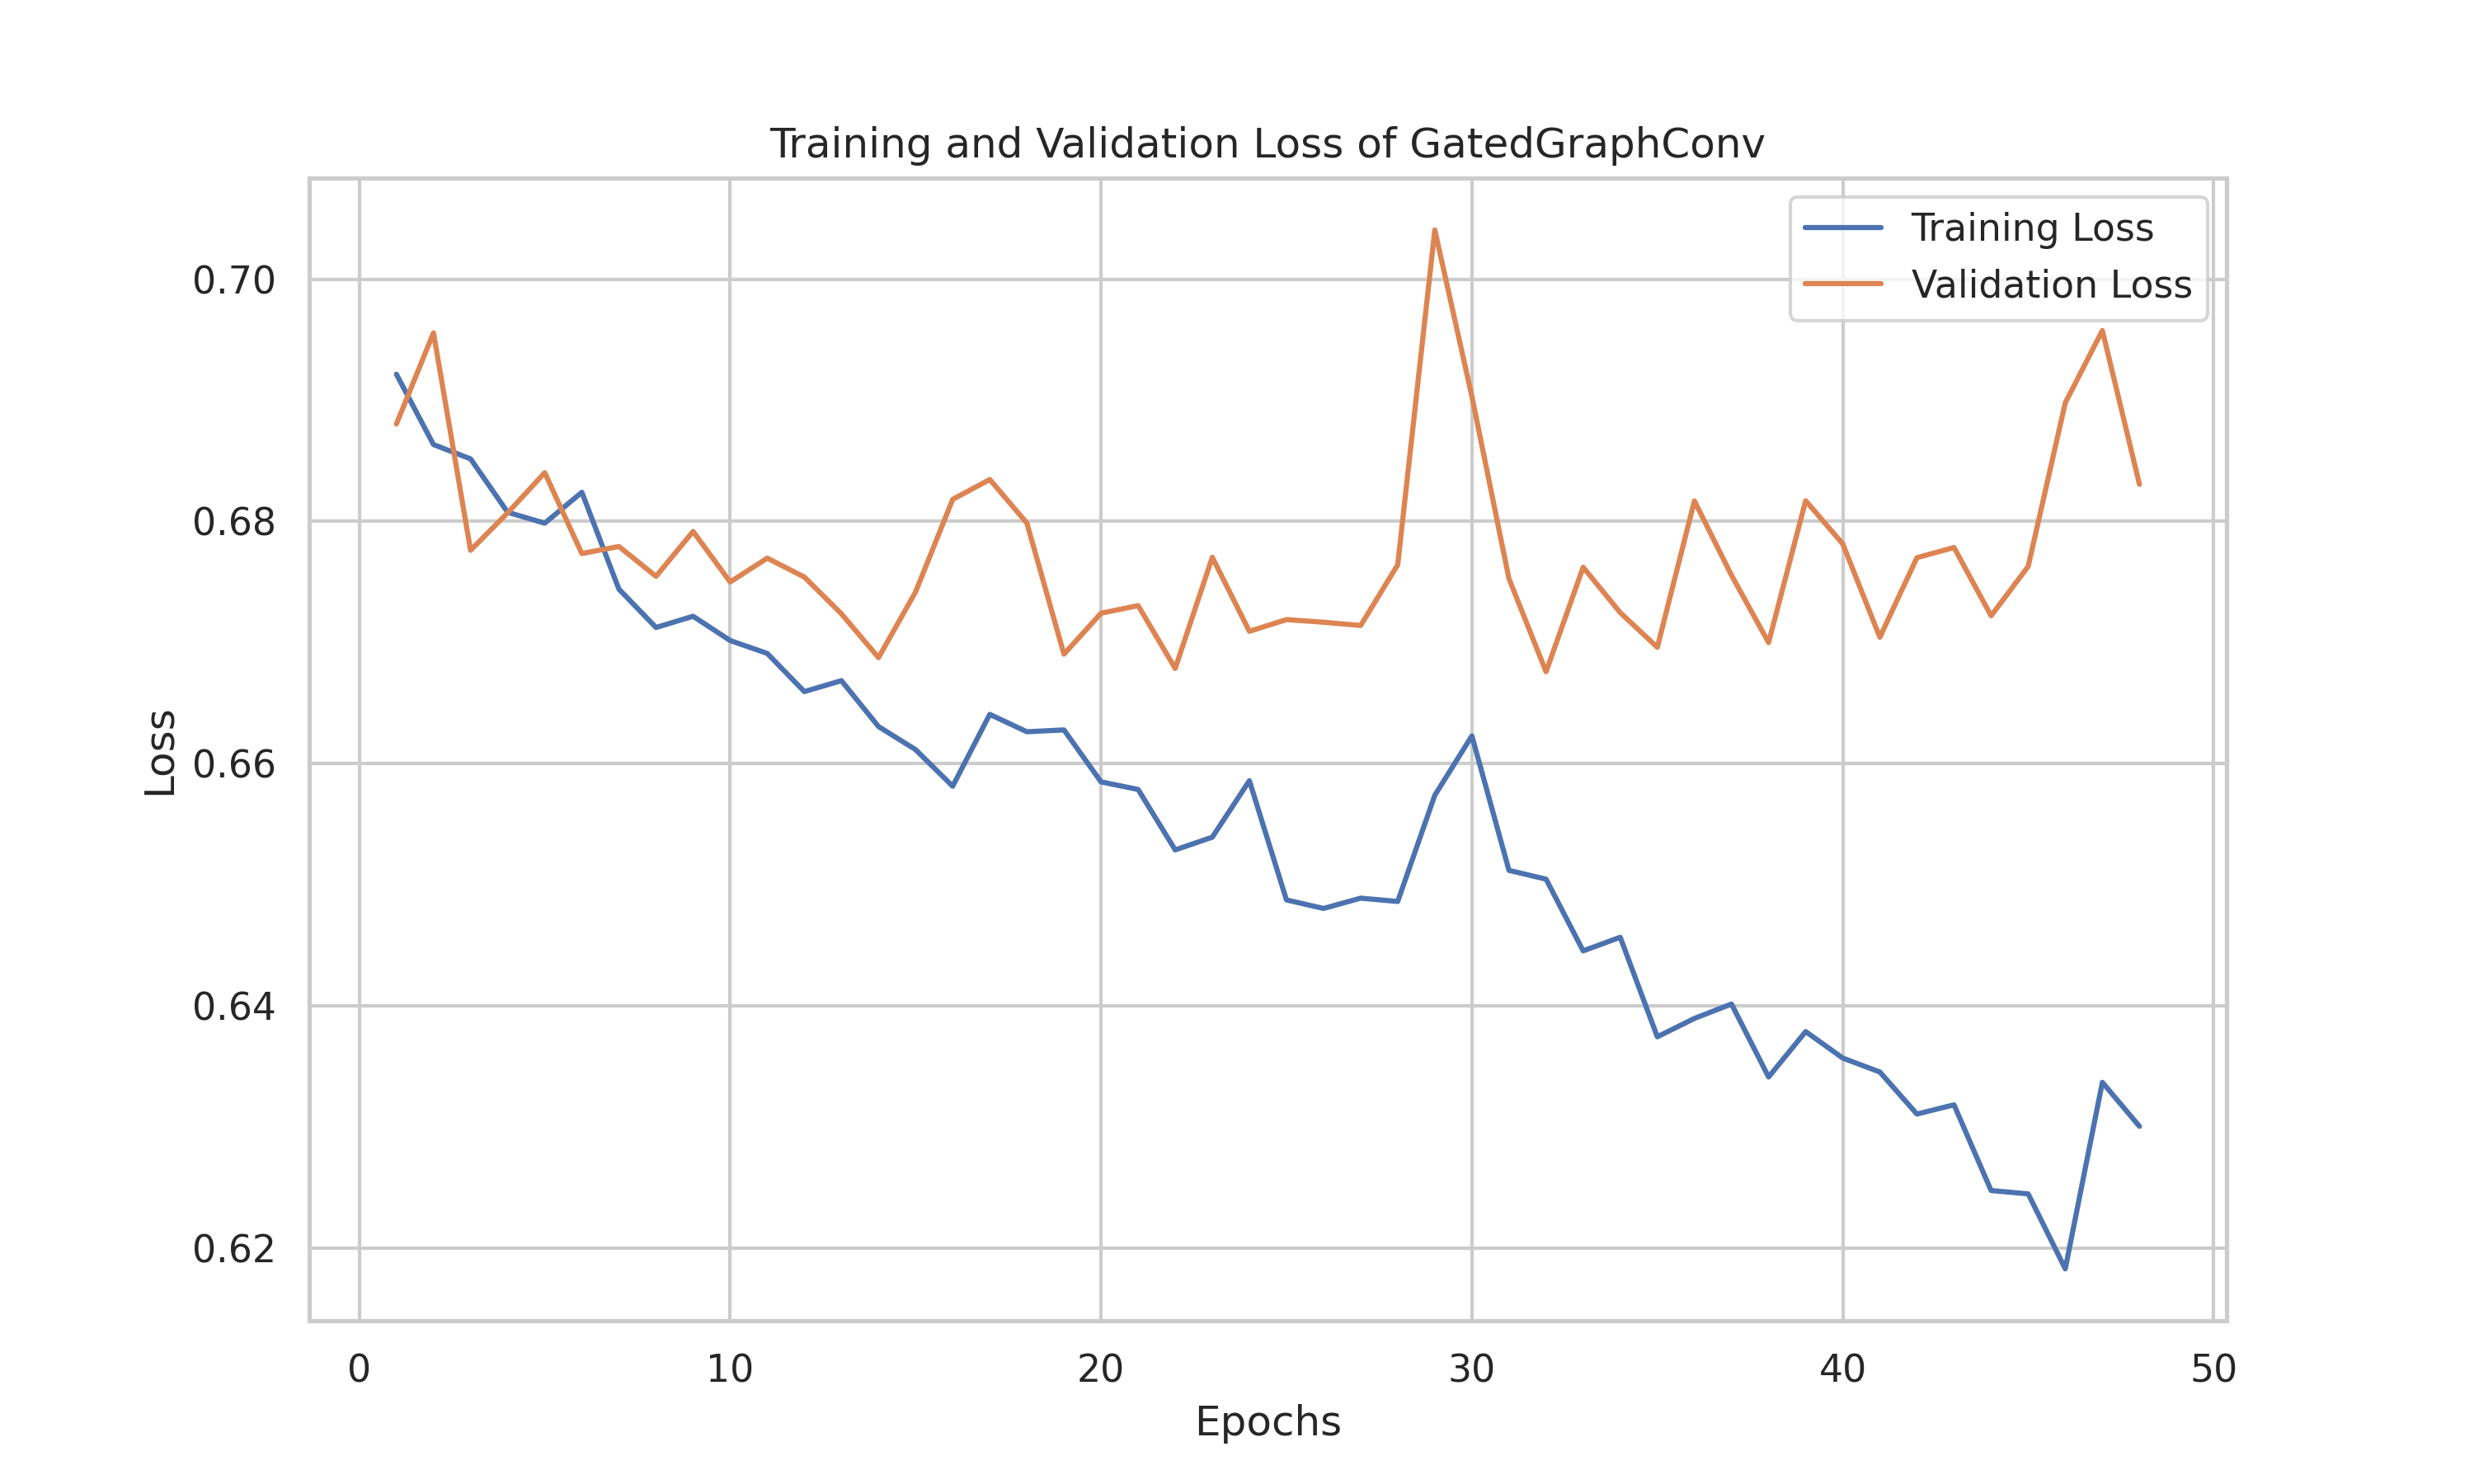 Training and Validation Loss of GatedGraphConv
Training Loss
Validation Loss
Loss
0.70
0.68
0.66
0.64
0.62
0 10 20 30 40 50
Epochs